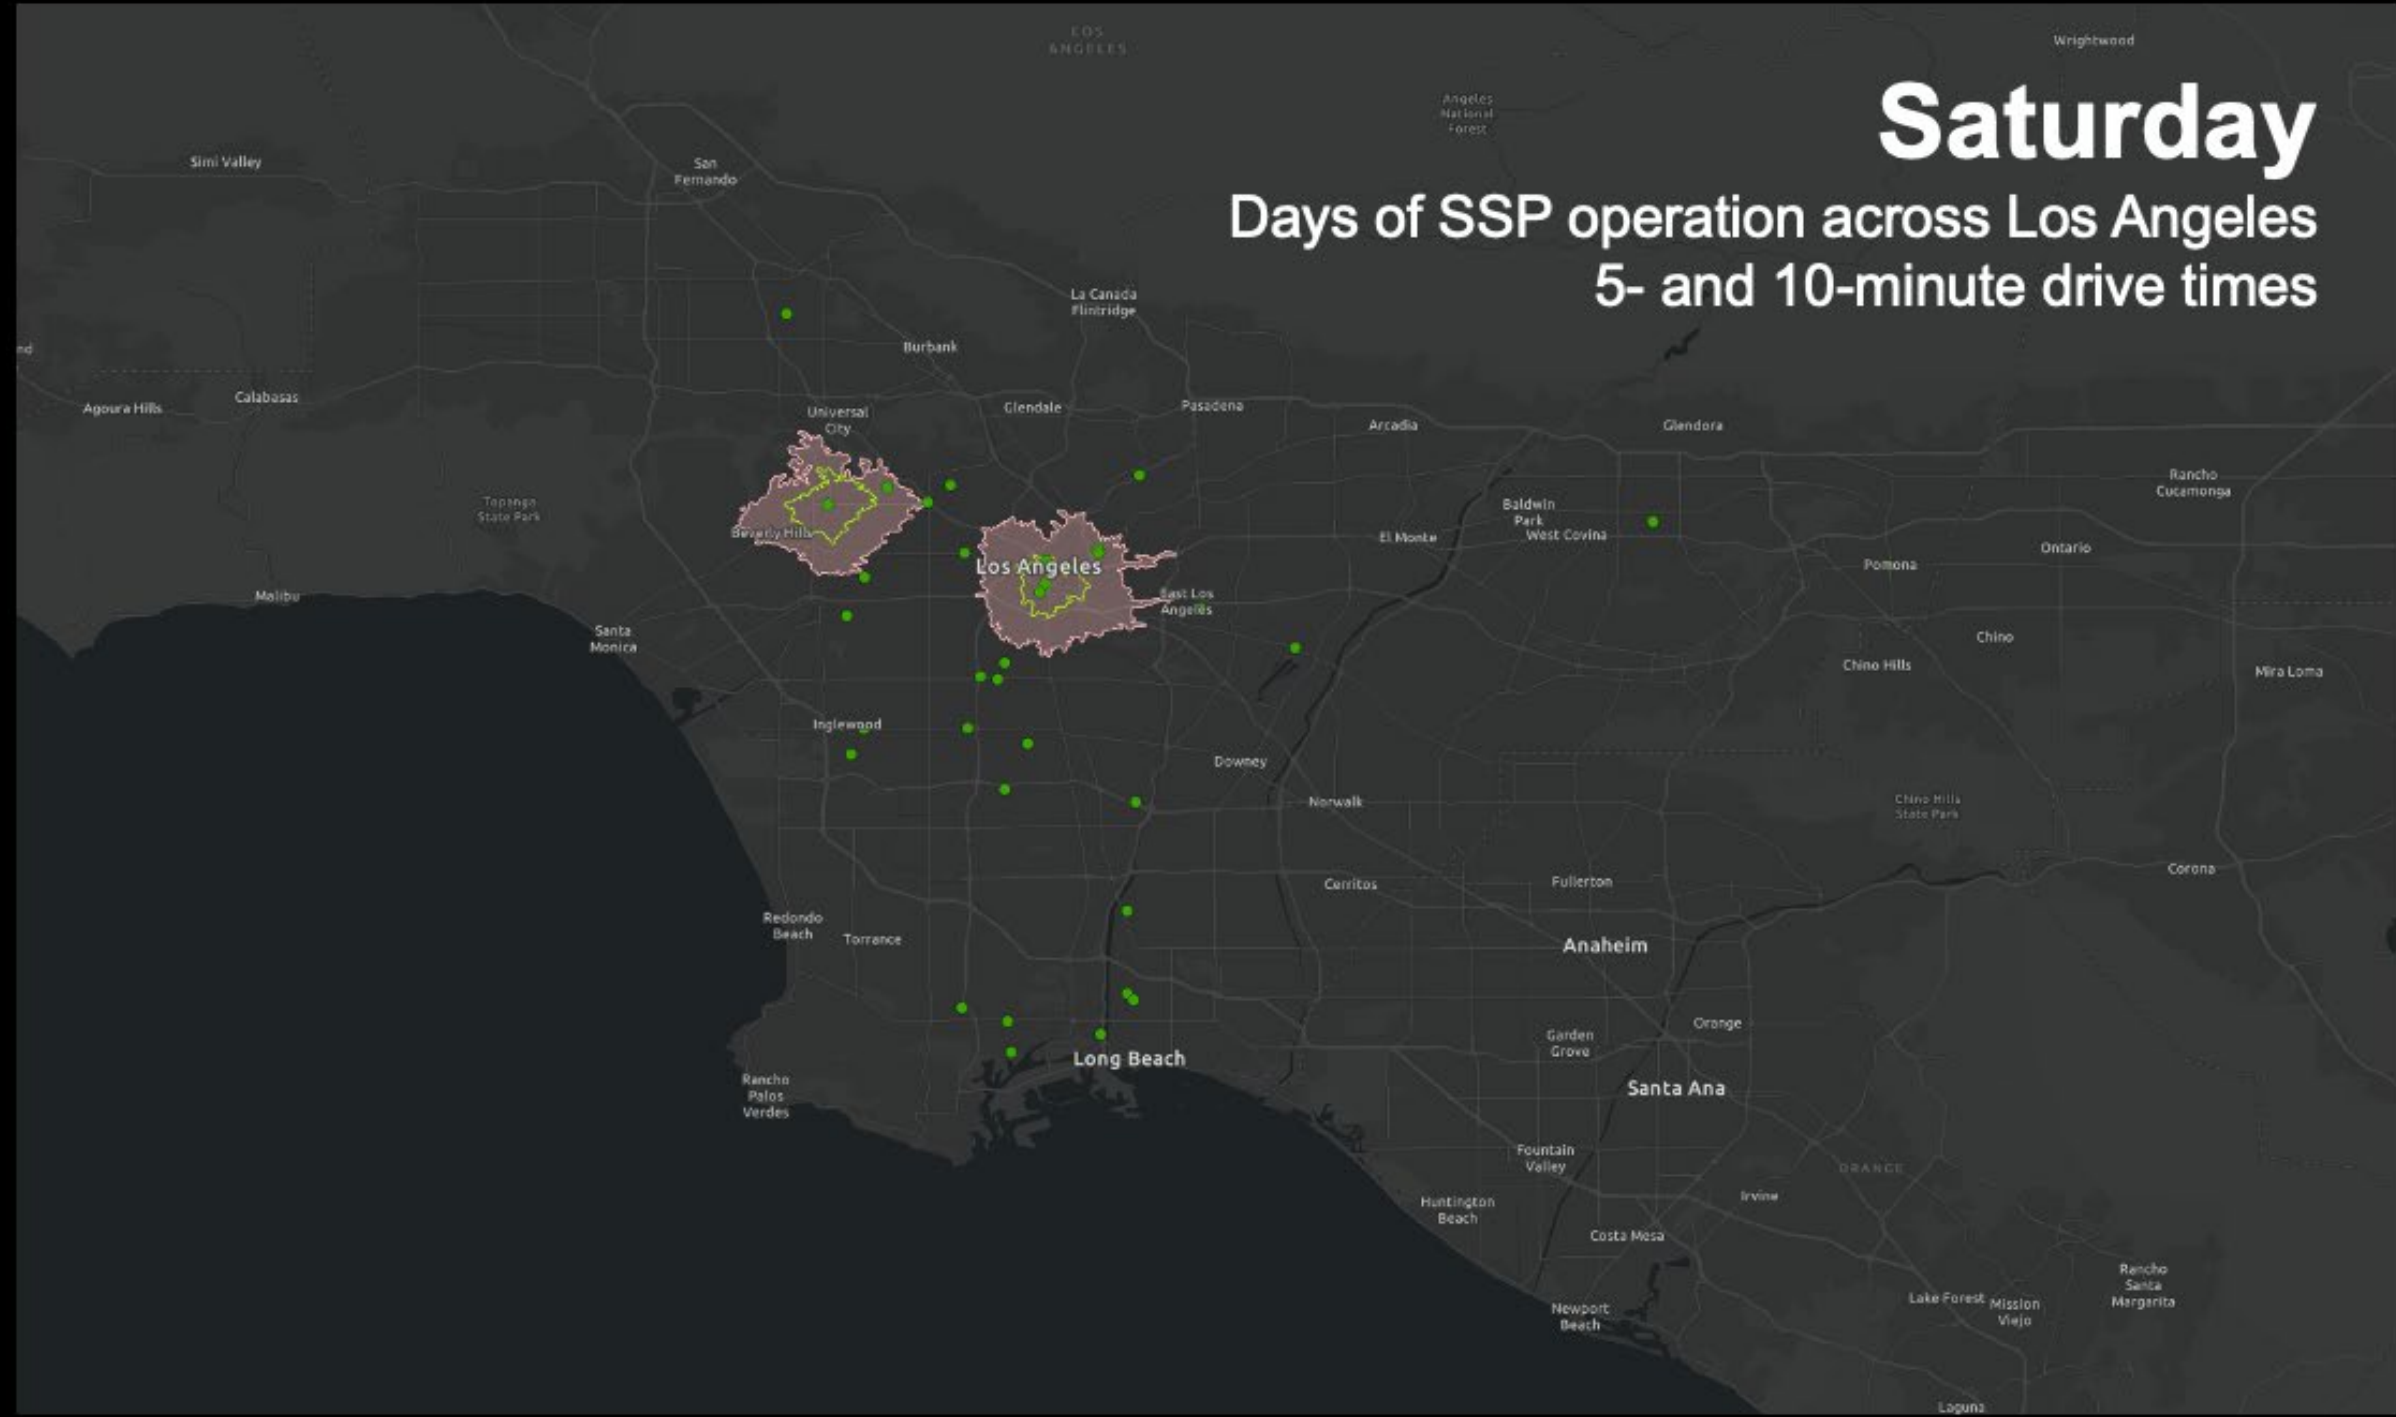 LOS
ANGELES
Wrightwood
Angeles
National
Forest
Saturday
Days of SSP operation across Los Angeles
5- and 10-minute drive times
Simi Valley
San
Fernando
La Canada
Flintridge
nd
Burbank
Agoura Hills
Calabasas
Universal
City
Glendale
Pasadena
Arcadia
Glendora
Rancho
Cucamonga
Topanga
State Park
Beverly Hills
Baldwin
Park
West Covina
El Monte
Ontario
Los Angeles
Pomona
Malibu
East Los
Angeles
Santa
Monica
Chino
Chino Hills
Mira Loma
Inglewood
Downey
Norwalk
Chino Hills
State Park
Corona
Cerritos
Fullerton
Redondo
Beach
Torrance
Anaheim
Orange
Garden
Grove
Long Beach
Rancho
Palos
Verdes
Santa Ana
Fountain
Valley
ORANGE
Irvine
Huntington
Beach
Costa Mesa
Rancho
Santa
Margarita
Lake Forest
Mission
Viejo
Newport
Beach
Laguna